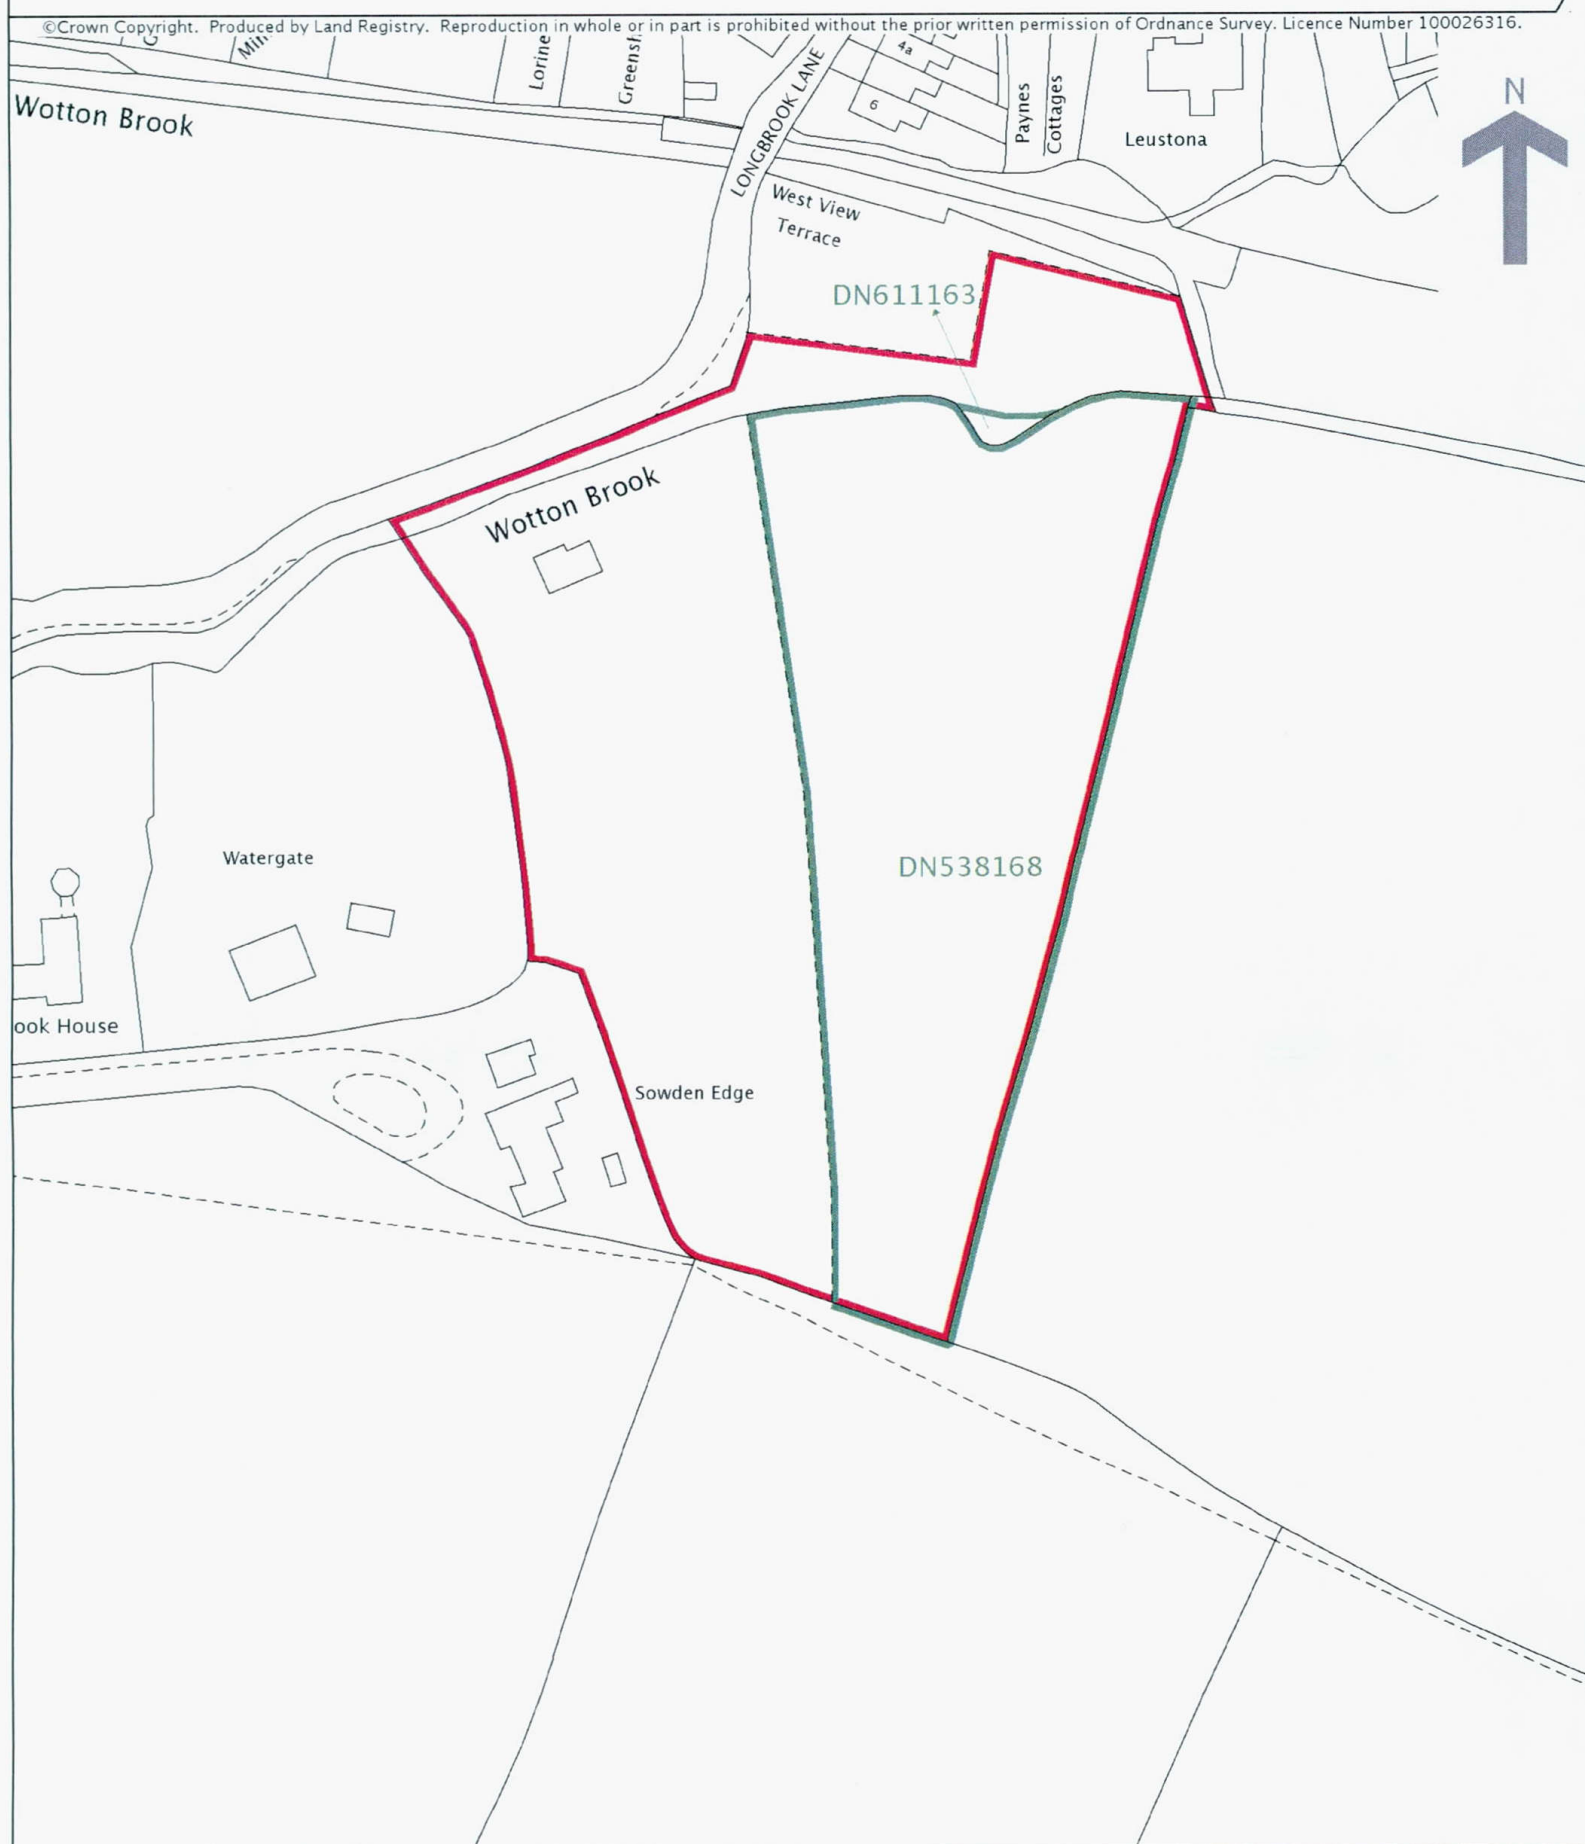 ©Crown Copyright. Produced by Land Registry. Reproduction in whole or in part is prohibited without the prior written permission of Ordnance Survey. Licence Number 100026316.
Lorine
LONGBROOK LANE
4a
6
Paynes
Cottages
Leustona
N
Wotton Brook
West View
Terrace
DN611163
Wotton Brook
DN538168
Watergate
ook House
Sowden Edge